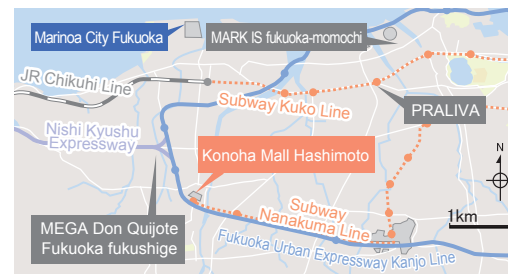 Marinoa City Fukuoka
MARK IS fukuoka-momochi
JR Chikuhi Line
Subway Kuko Line
PRALIVA
Nishi Kyushu
Expressway
Konoha Mall Hashimoto
N
MEGA Don Quijote
Fukuoka fukushige
Subway
Nanakuma Line
1km
Fukuoka Urban Expressway Kanjo Line